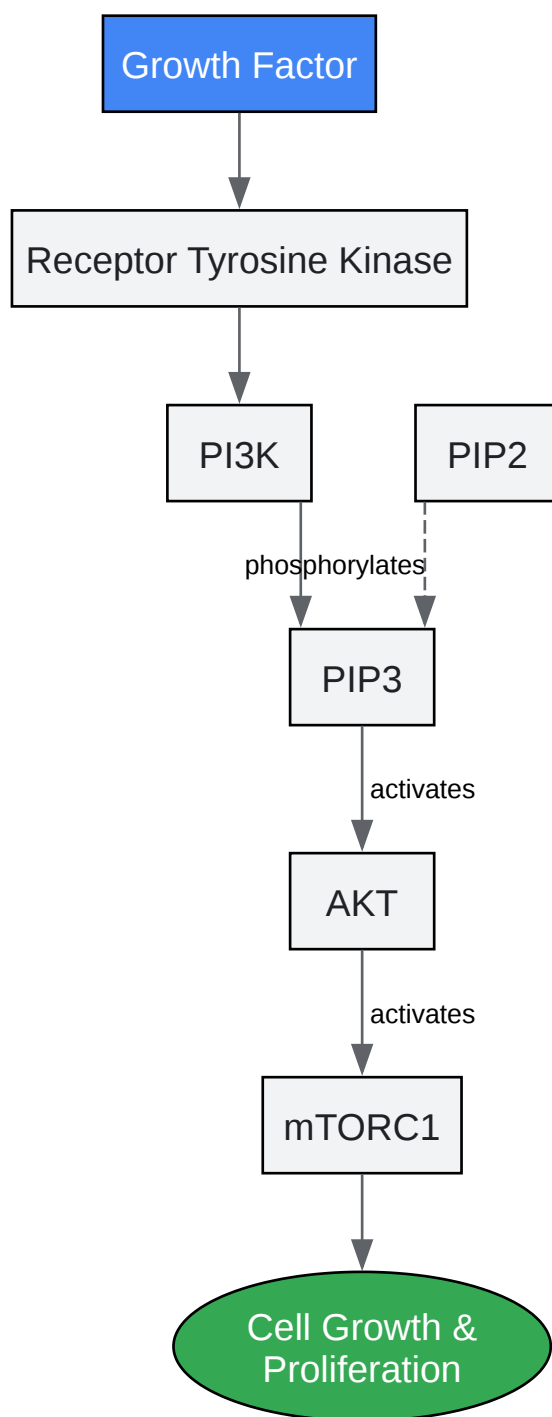 Growth Factor
Receptor Tyrosine Kinase
PI3K
PIP2
phosphorylates
PIP3
activates
AKT
activates
mTORC1
Cell Growth &
Proliferation